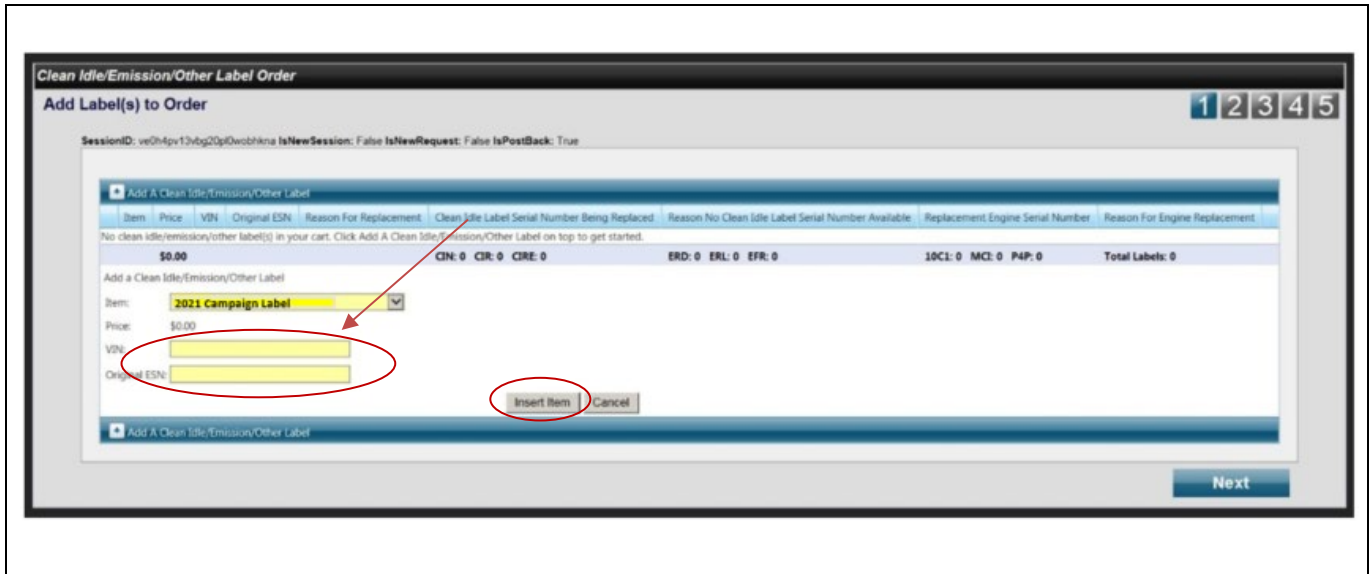 Clean Idle/Emission/Other Label Order
Add Label(s) to Order
1 2 3 4 5
SessionID: ve0h4pv13vbg20pl0wobhkna IsNewSession: False IsNewRequest: False IsPostBack: True
+ Add A Clean Idle/Emission/Other Label
Item Price VIN Original ESN Reason For Replacement Clean Idle Label Serial Number Being Replaced Reason No Clean Idle Label Serial Number Available Replacement Engine Serial Number Reason For Engine Replacement
No clean idle/emission/other label(s) in your cart. Click Add A Clean Idle/Emission/Other Label on top to get started.
$0.00 CIN: 0 CIR: 0 CIRE: 0 ERD: 0 ERL: 0 EFR: 0 10C1: 0 MCI: 0 P4P: 0 Total Labels: 0
Add a Clean Idle/Emission/Other Label
Item: 2021 Campaign Label
Price: $0.00
VIN:
Original ESN:
Insert Item Cancel
+ Add A Clean Idle/Emission/Other Label
Next